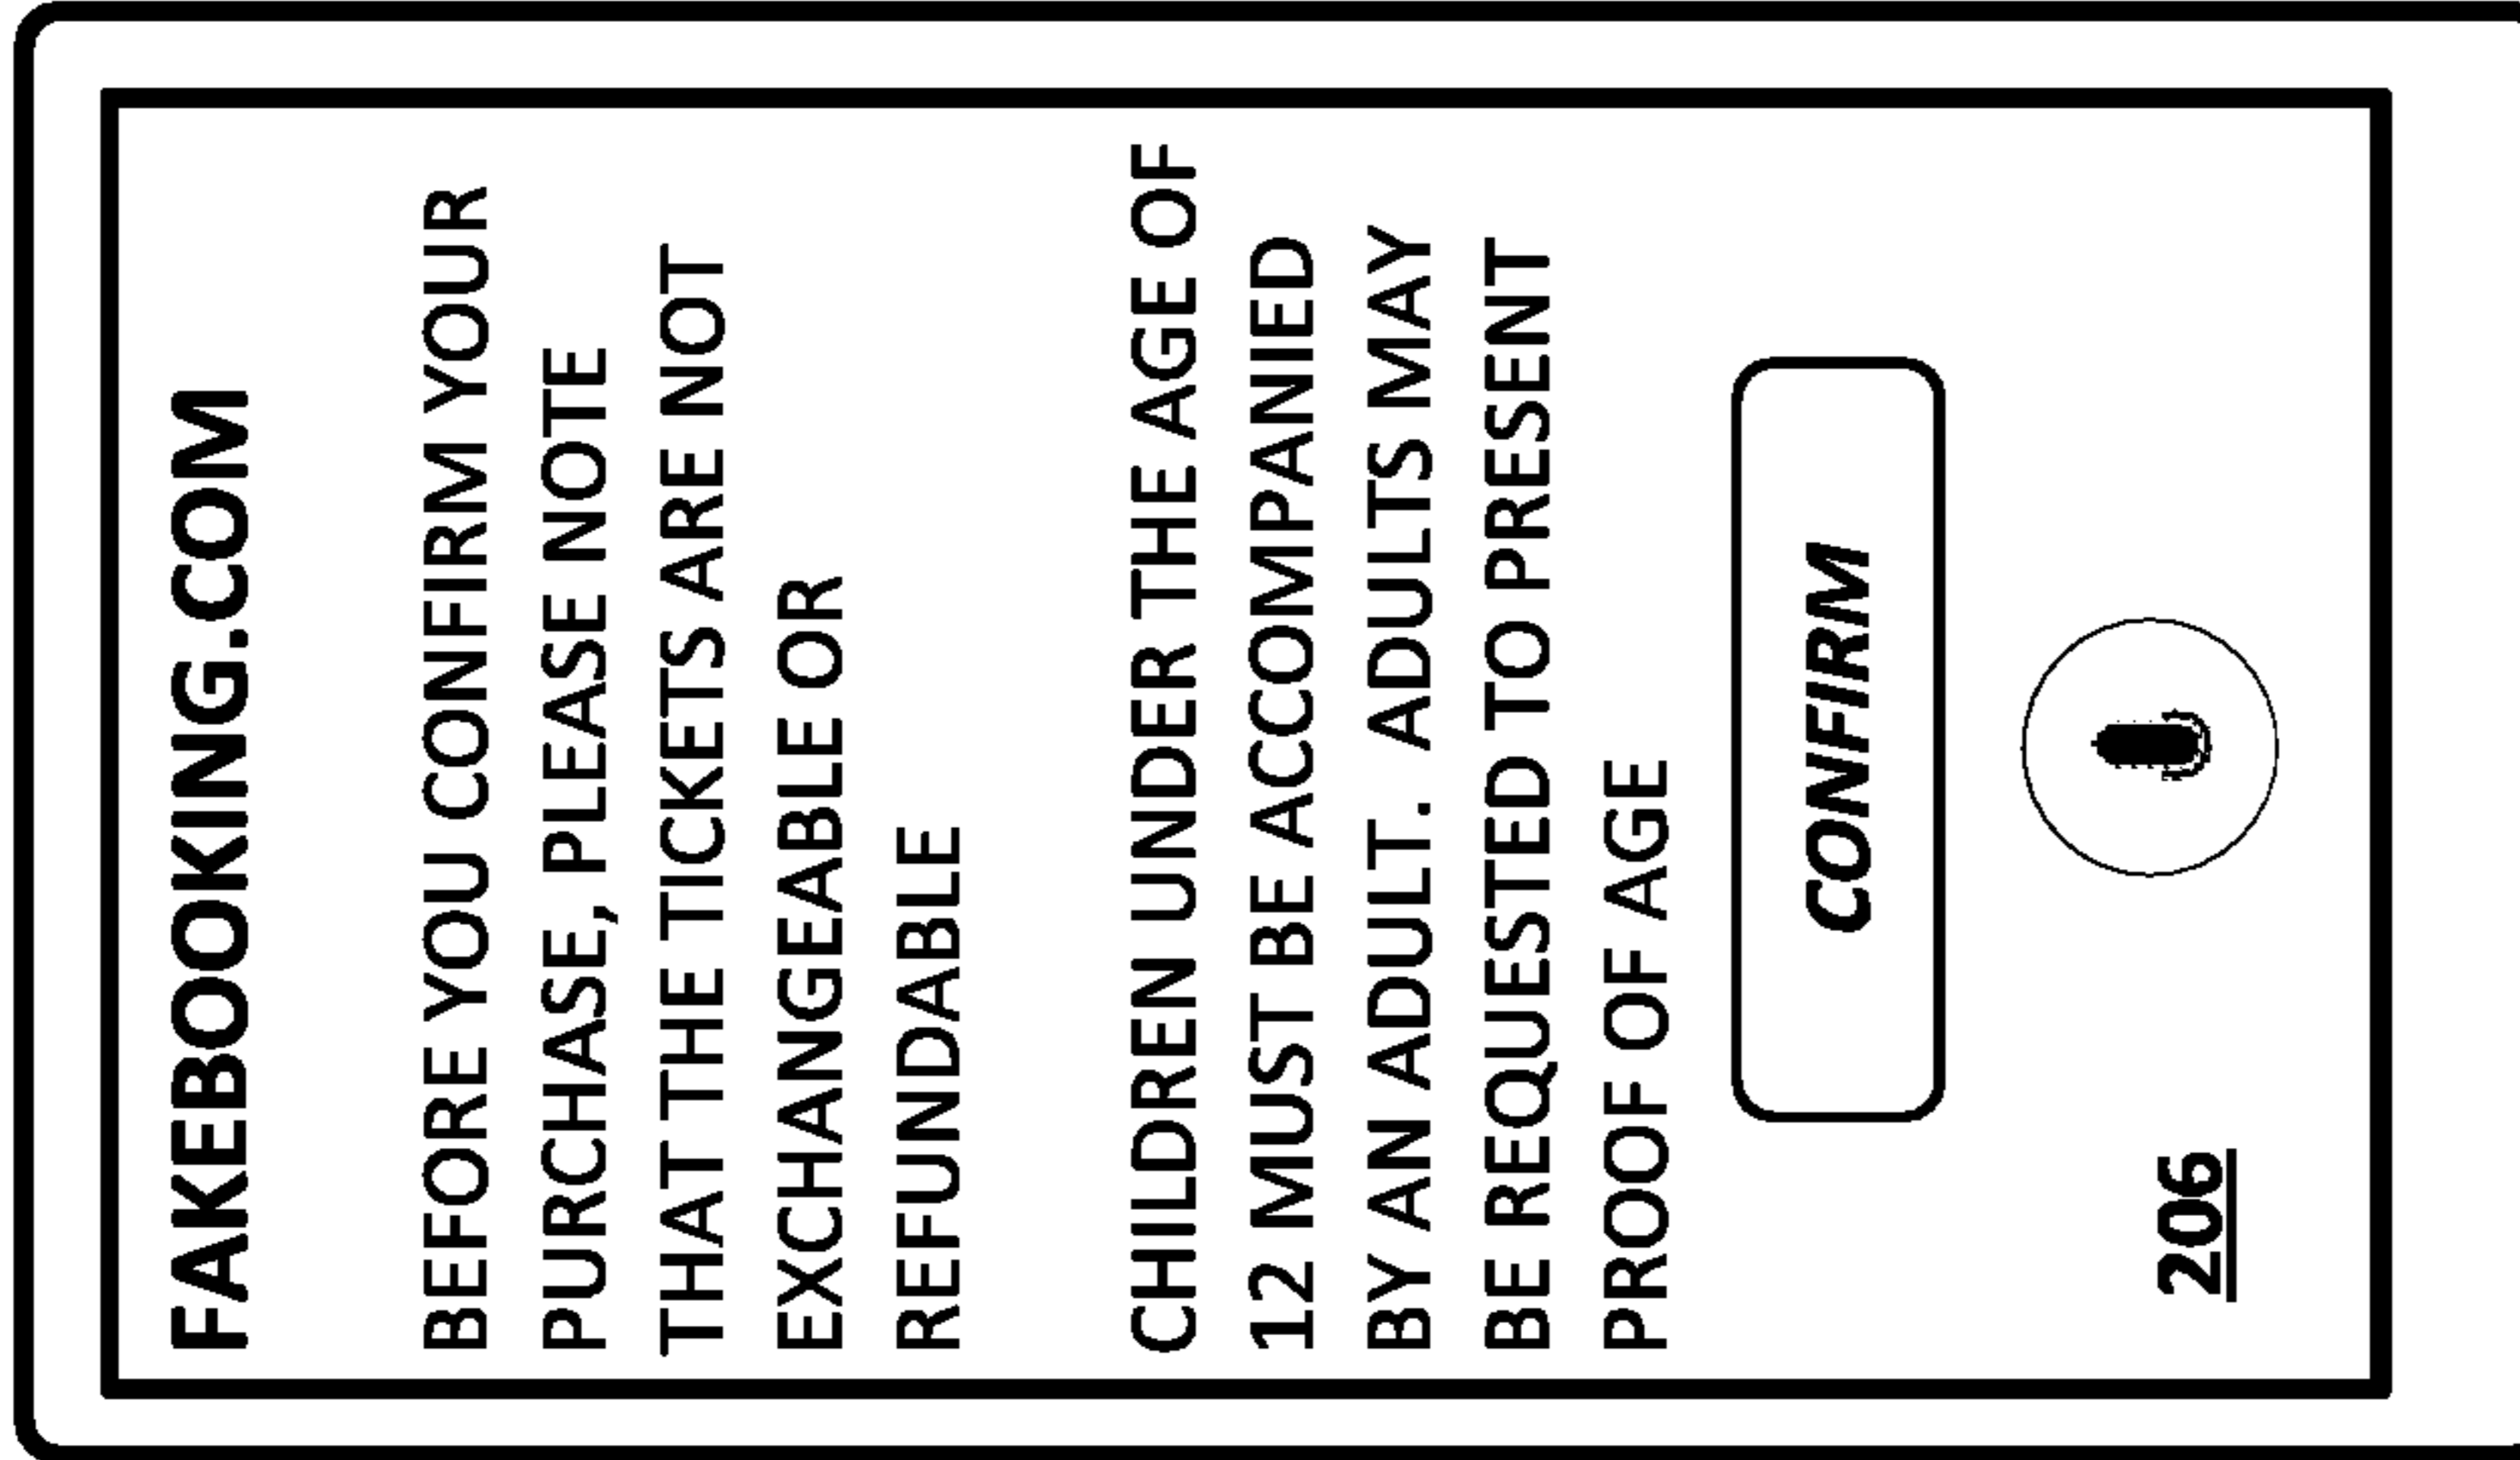 FAKEBOOKING.COM
BEFORE YOU CONFIRM YOUR
PURCHASE, PLEASE NOTE
THAT THE TICKETS ARE NOT
EXCHANGEABLE OR
REFUNDABLE
CHILDREN UNDER THE AGE OF
12 MUST BE ACCOMPANIED
BY AN ADULT. ADULTS MAY
BE REQUESTED TO PRESENT
PROOF OF AGE
CONFIRM
206